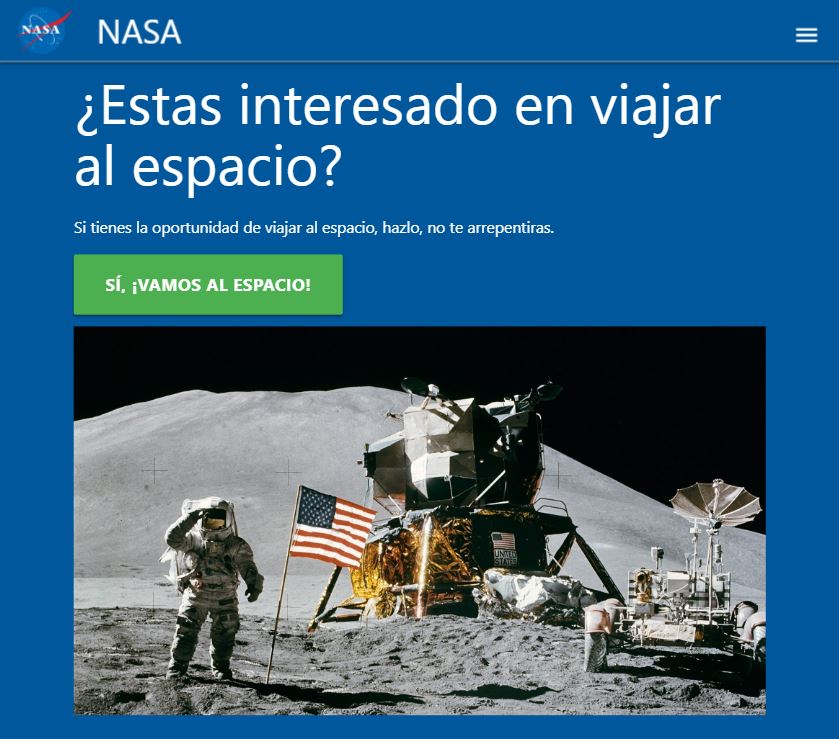 NASA
NASA
¿Estas interesado en viajar
al espacio?
Si tienes la oportunidad de viajar al espacio, hazlo, no te arrepentiras.
SÍ, ¡VAMOS AL ESPACIO!
UNITED
STATES